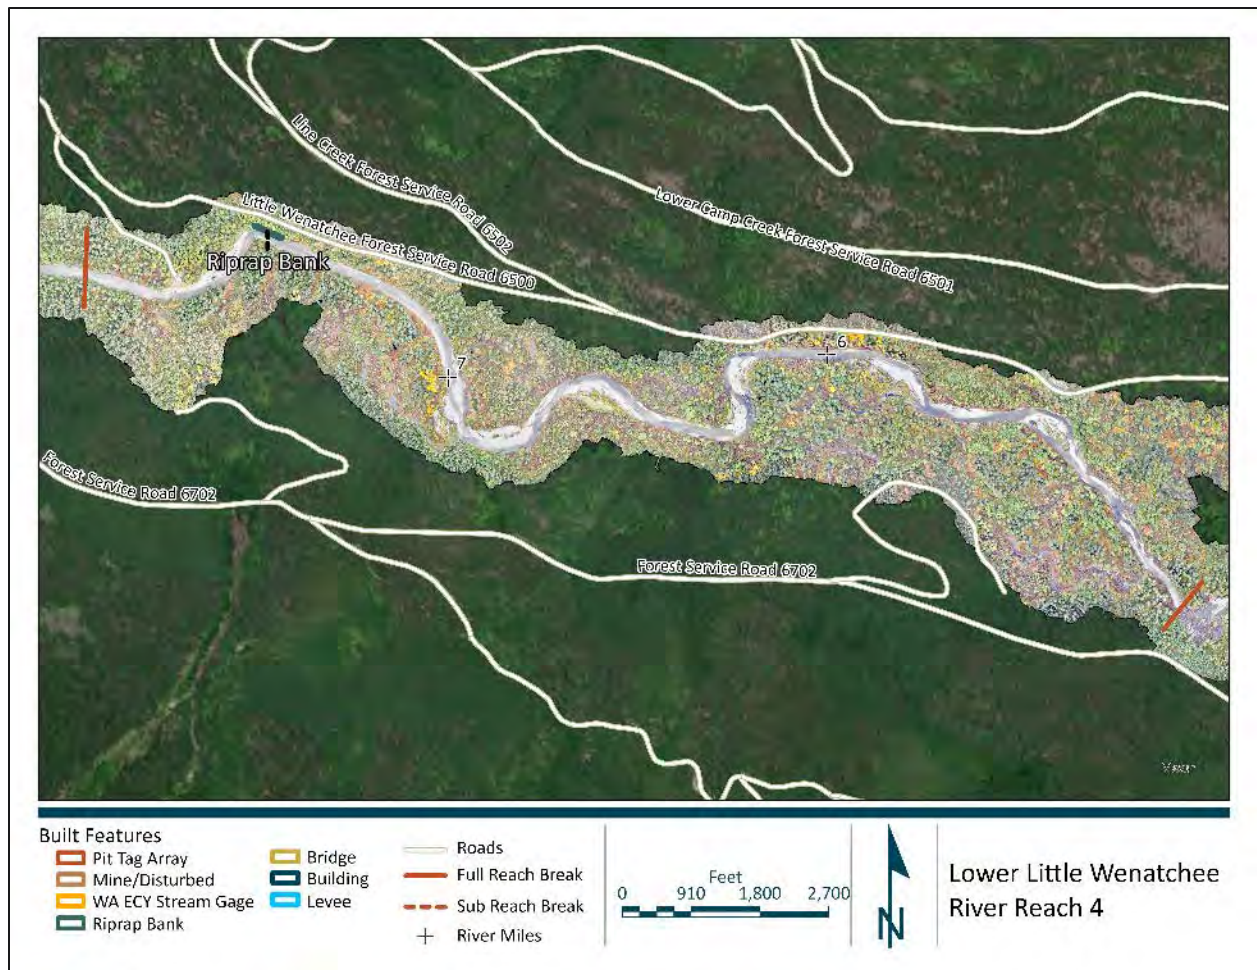 Line Creek Forest Service Road 6502
Little Wenatchee Forest Service Road 6500
Lower Camp Creek Forest Service Road 6501
Riprap Bank
6
7
Forest Service Road 6702
Forest Service Road 6702
Built Features
Pit Tag Array
Mine/Disturbed
WA ECY Stream Gage
Riprap Bank
Bridge
Building
Levee
Roads
Full Reach Break
Sub Reach Break
River Miles
Feet
0 910 1,800 2,700
N
Lower Little Wenatchee
River Reach 4